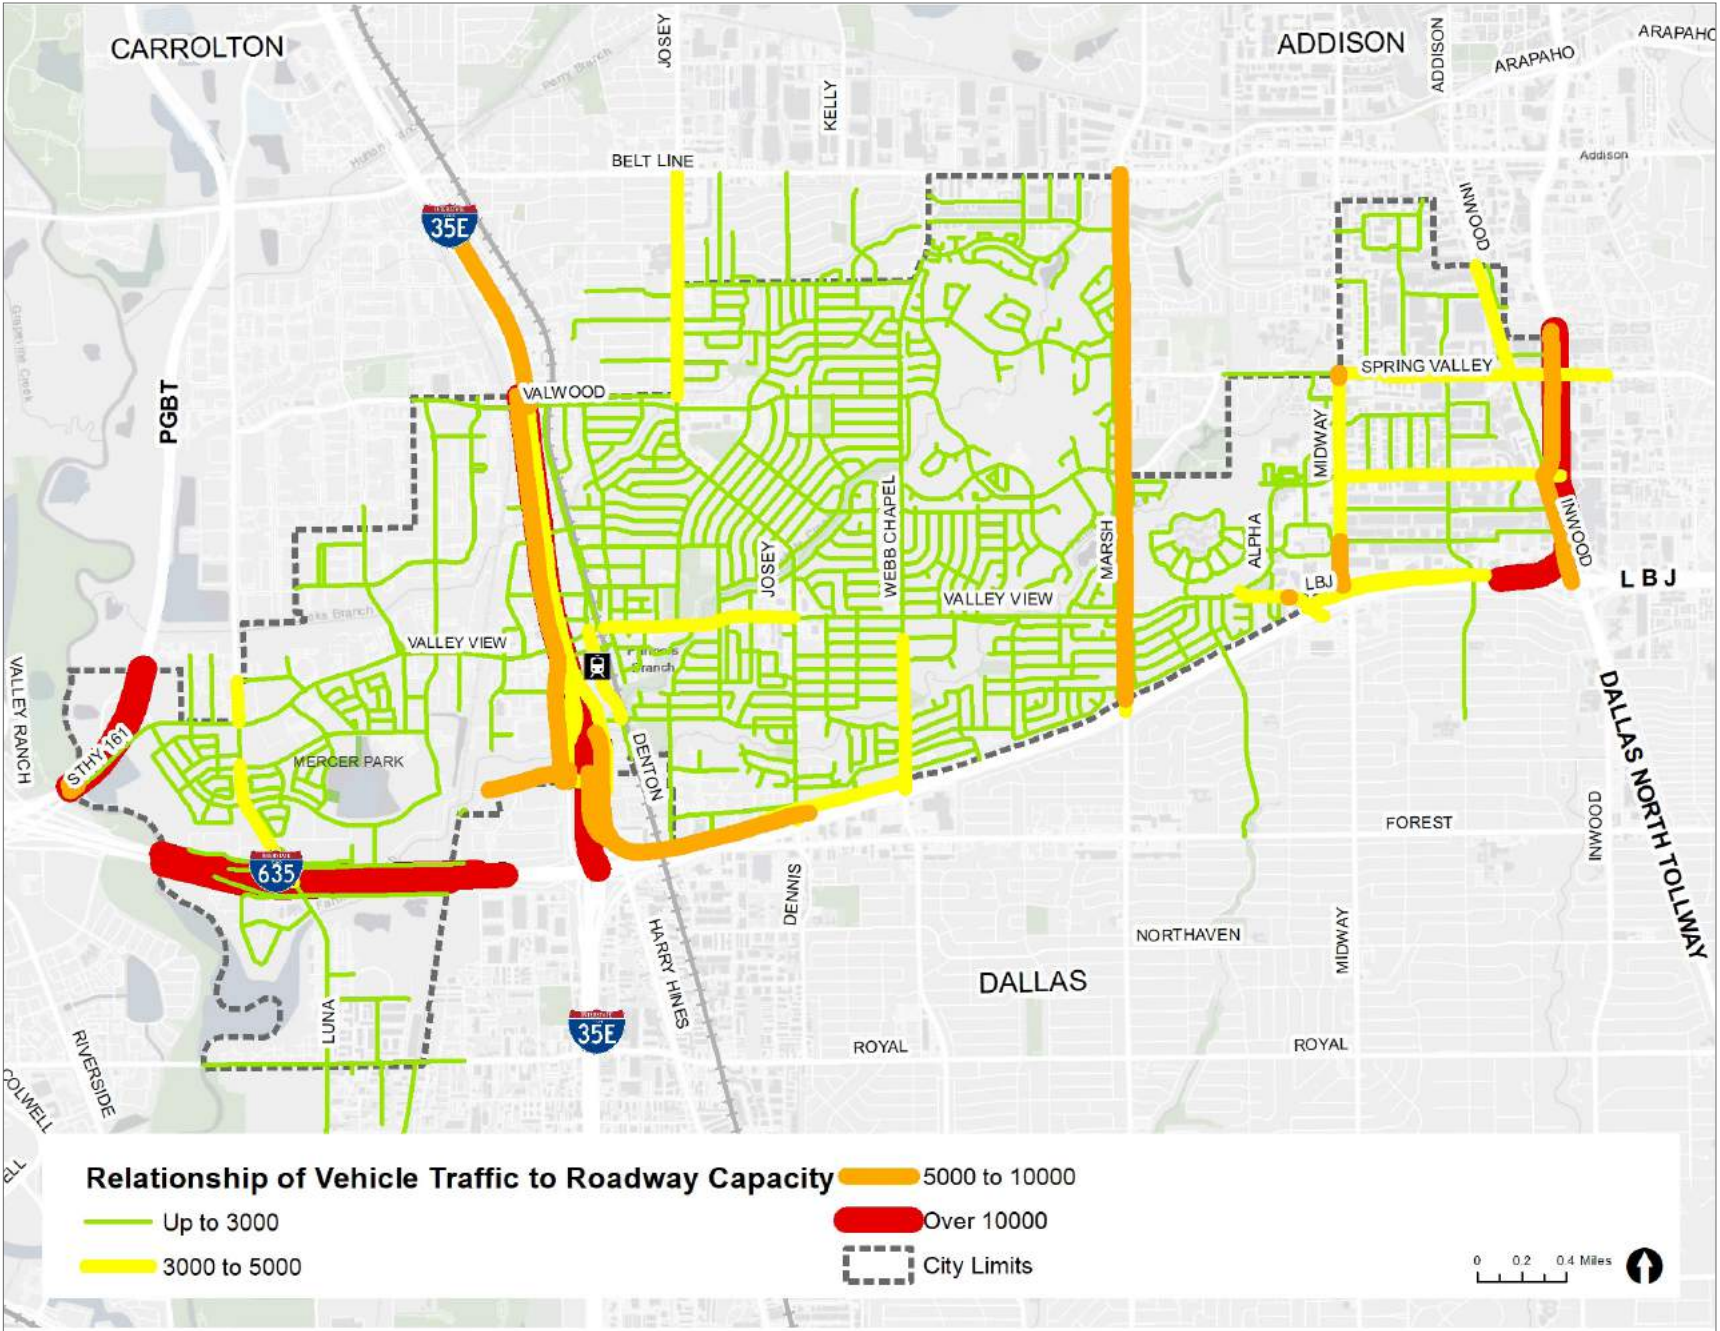 CARROLTON
JOSEY
ADDISON
ADDISON
ARAPAHO
ARAPAHO
KELLY
BELT LINE
Addison
INWOOD
35E
PGBT
VALWOOD
SPRING VALLEY
MIDWAY
WEBB CHAPEL
JOSEY
MARSH
ALPHA
INWOOD
LBJ
LBJ
VALLEY VIEW
VALLEY VIEW
Branch
VALLEY RANCH
STHY 161
MERCER PARK
DENTON
DALLAS NORTH TOLLWAY
INWOOD
FOREST
635
DENNIS
HARRY HINES
NORTHAVEN
MIDWAY
DALLAS
LUNA
35E
ROYAL
ROYAL
RIVERSIDE
COLWELL
Relationship of Vehicle Traffic to Roadway Capacity
Up to 3000
3000 to 5000
5000 to 10000
Over 10000
City Limits
0 0.2 0.4 Miles